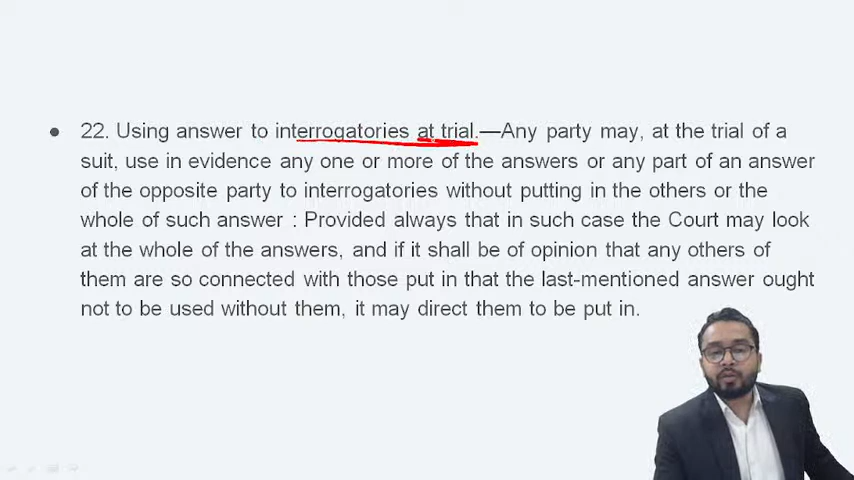 22. Using answer to interrogatories at trial.—Any party may, at the trial of a
suit, use in evidence any one or more of the answers or any part of an answer
of the opposite party to interrogatories without putting in the others or the
whole of such answer : Provided always that in such case the Court may look
at the whole of the answers, and if it shall be of opinion that any others of
them are so connected with those put in that the last-mentioned answer ought
not to be used without them, it may direct them to be put in.